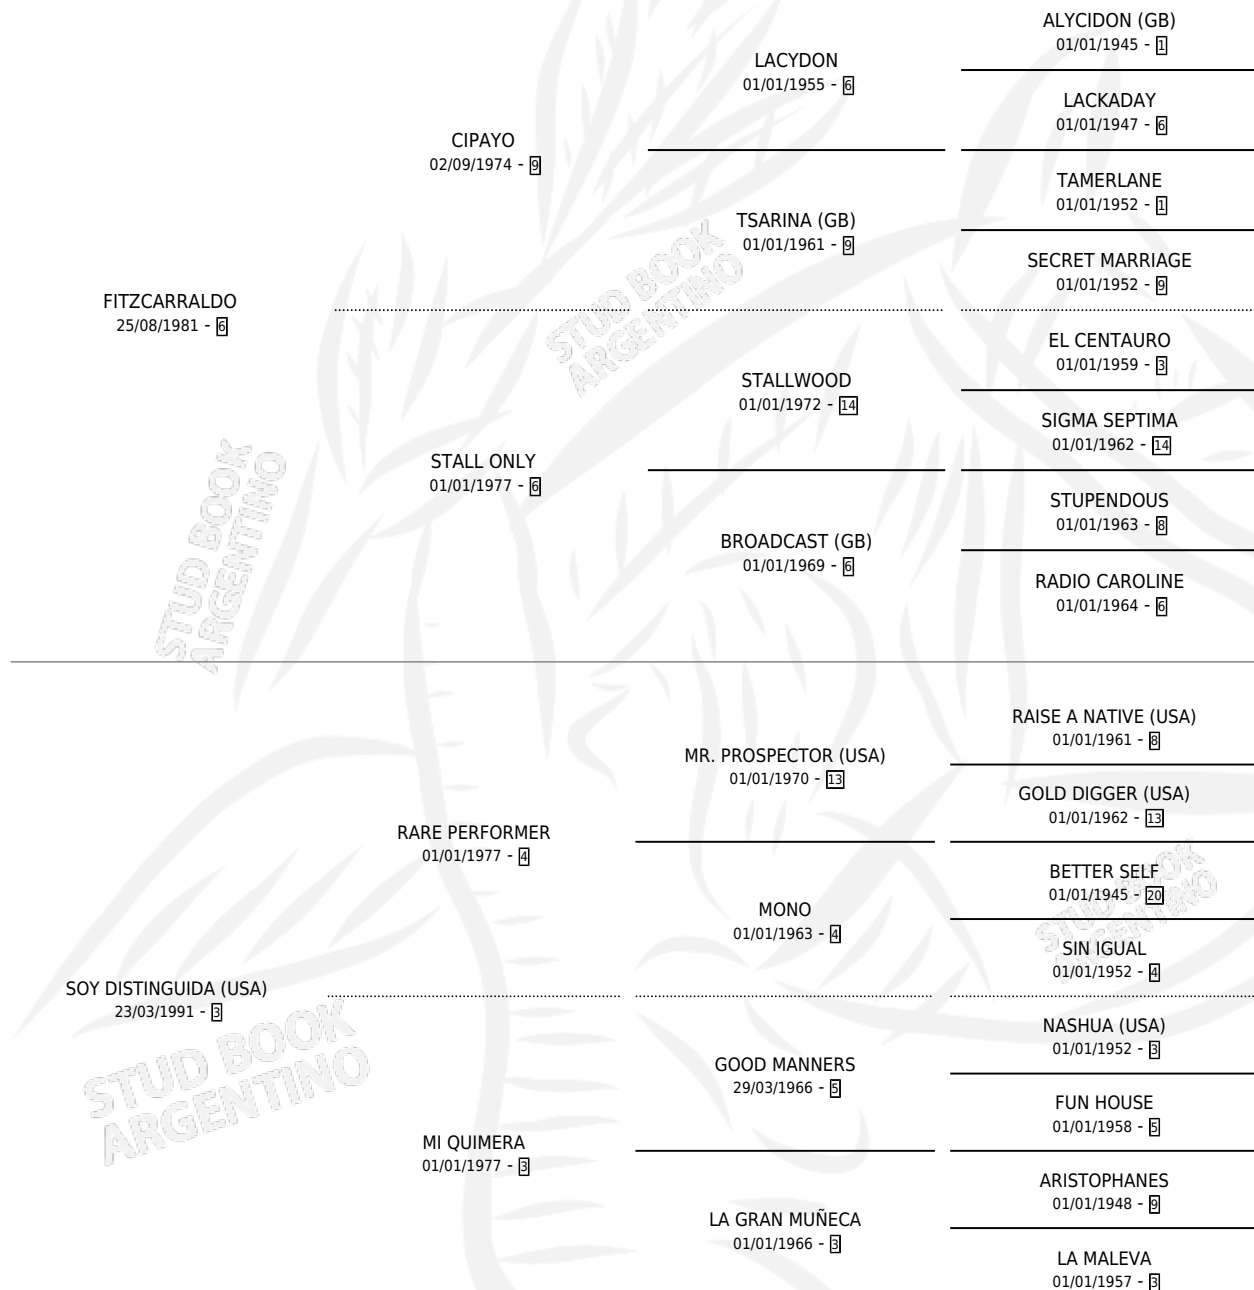 ALYCIDON (GB)
01/01/1945 - 1
LACYDON
01/01/1955 - 6
LACKADAY
01/01/1947 - 6
CIPAYO
02/09/1974 - 9
TAMERLANE
01/01/1952 - 1
TSARINA (GB)
01/01/1961 - 9
SECRET MARRIAGE
01/01/1952 - 9
FITZCARRALDO
25/08/1981 - 6
EL CENTAURO
01/01/1959 - 3
STALLWOOD
01/01/1972 - 14
SIGMA SEPTIMA
01/01/1962 - 14
STALL ONLY
01/01/1977 - 6
STUPENDOUS
01/01/1963 - 8
BROADCAST (GB)
01/01/1969 - 6
RADIO CAROLINE
01/01/1964 - 6
STUD BOOK
ARGENTINO
STUD BOOK
ARGENTINO
RAISE A NATIVE (USA)
01/01/1961 - 8
MR. PROSPECTOR (USA)
01/01/1970 - 13
GOLD DIGGER (USA)
01/01/1962 - 13
RARE PERFORMER
01/01/1977 - 4
BETTER SELF
01/01/1945 - 20
MONO
01/01/1963 - 4
SIN IGUAL
01/01/1952 - 4
SOY DISTINGUIDA (USA)
23/03/1991 - 3
NASHUA (USA)
01/01/1952 - 3
GOOD MANNERS
29/03/1966 - 5
FUN HOUSE
01/01/1958 - 5
MI QUIMERA
01/01/1977 - 3
ARISTOPHANES
01/01/1948 - 9
LA GRAN MUÑECA
01/01/1966 - 3
LA MALEVA
01/01/1957 - 3
STUD BOOK
ARGENTINO
STUD BOOK
ARGENTINO